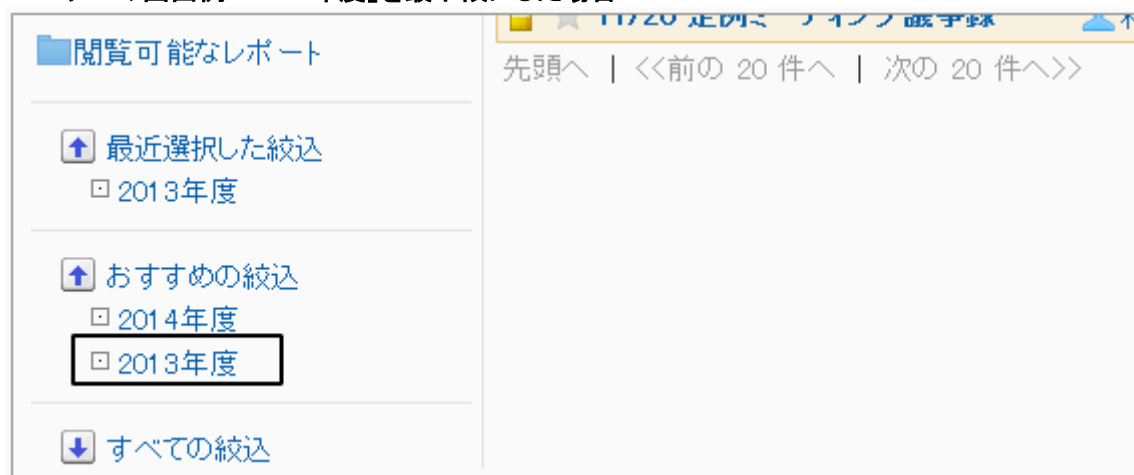 閲覧可能なレポート
先頭へ | <<前の 20 件へ | 次の 20 件へ>>
最近選択した絞込
2013年度
おすすめの絞込
2014年度
2013年度
すべての絞込